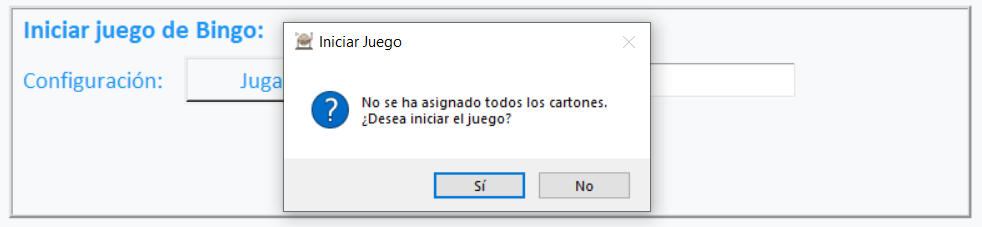 Iniciar juego de Bingo:
Iniciar Juego
Configuración:
Juga
No se ha asignado todos los cartones.
¿Desea iniciar el juego?
Sí
No